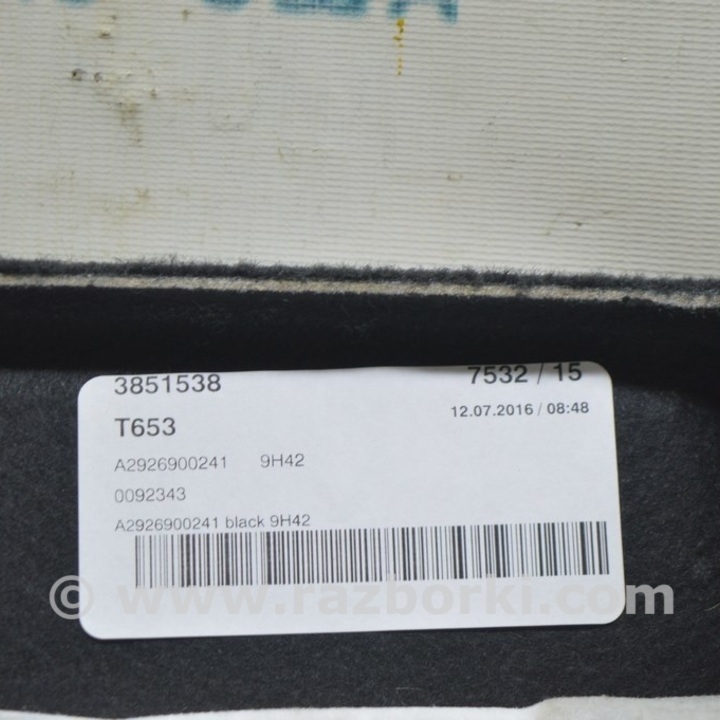 3851538 7532 / 15
12.07.2016 / 08:48
T653
A2926900241 9H42
0092343
A2926900241 black 9H42
© www.razborki.com